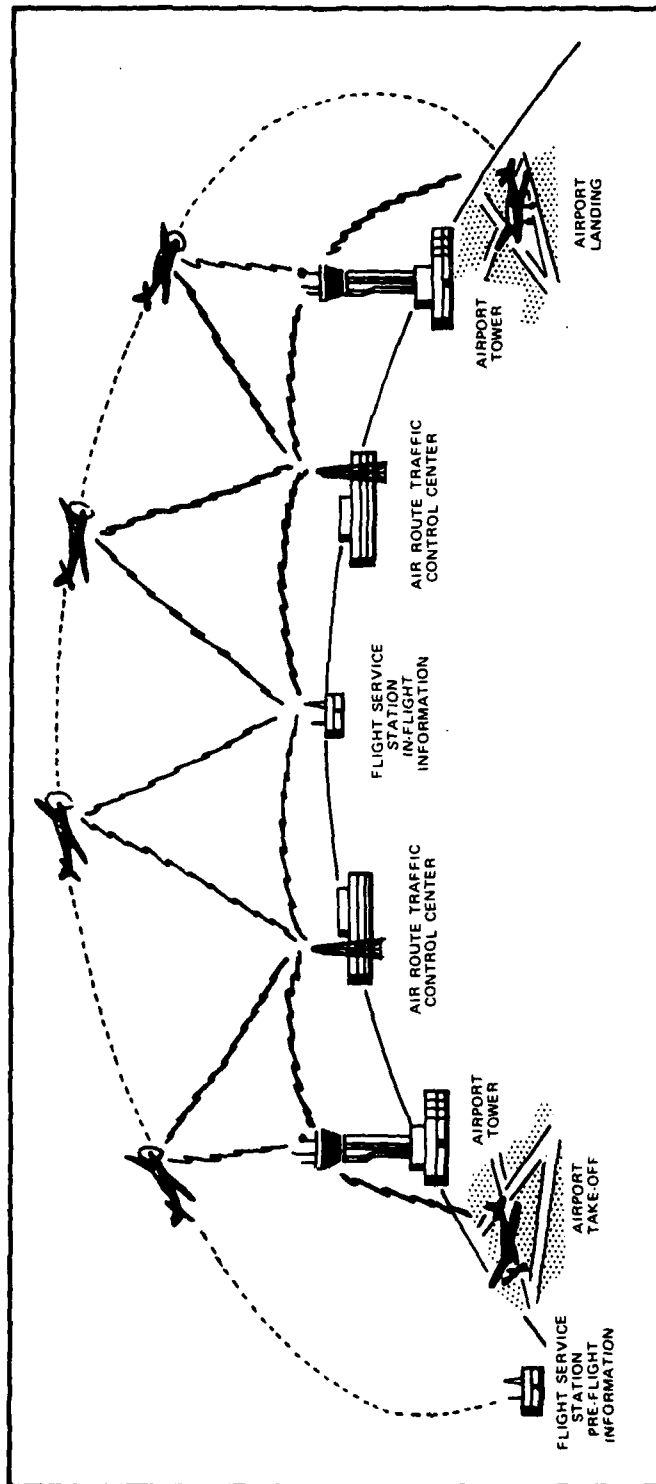 FLIGHT SERVICE
STATION
PRE-FLIGHT
INFORMATION
AIRPORT
TAKE-OFF
AIRPORT
TOWER
AIR ROUTE TRAFFIC
CONTROL CENTER
FLIGHT SERVICE
STATION
IN-FLIGHT
INFORMATION
AIR ROUTE TRAFFIC
CONTROL CENTER
AIRPORT
TOWER
AIRPORT
LANDING